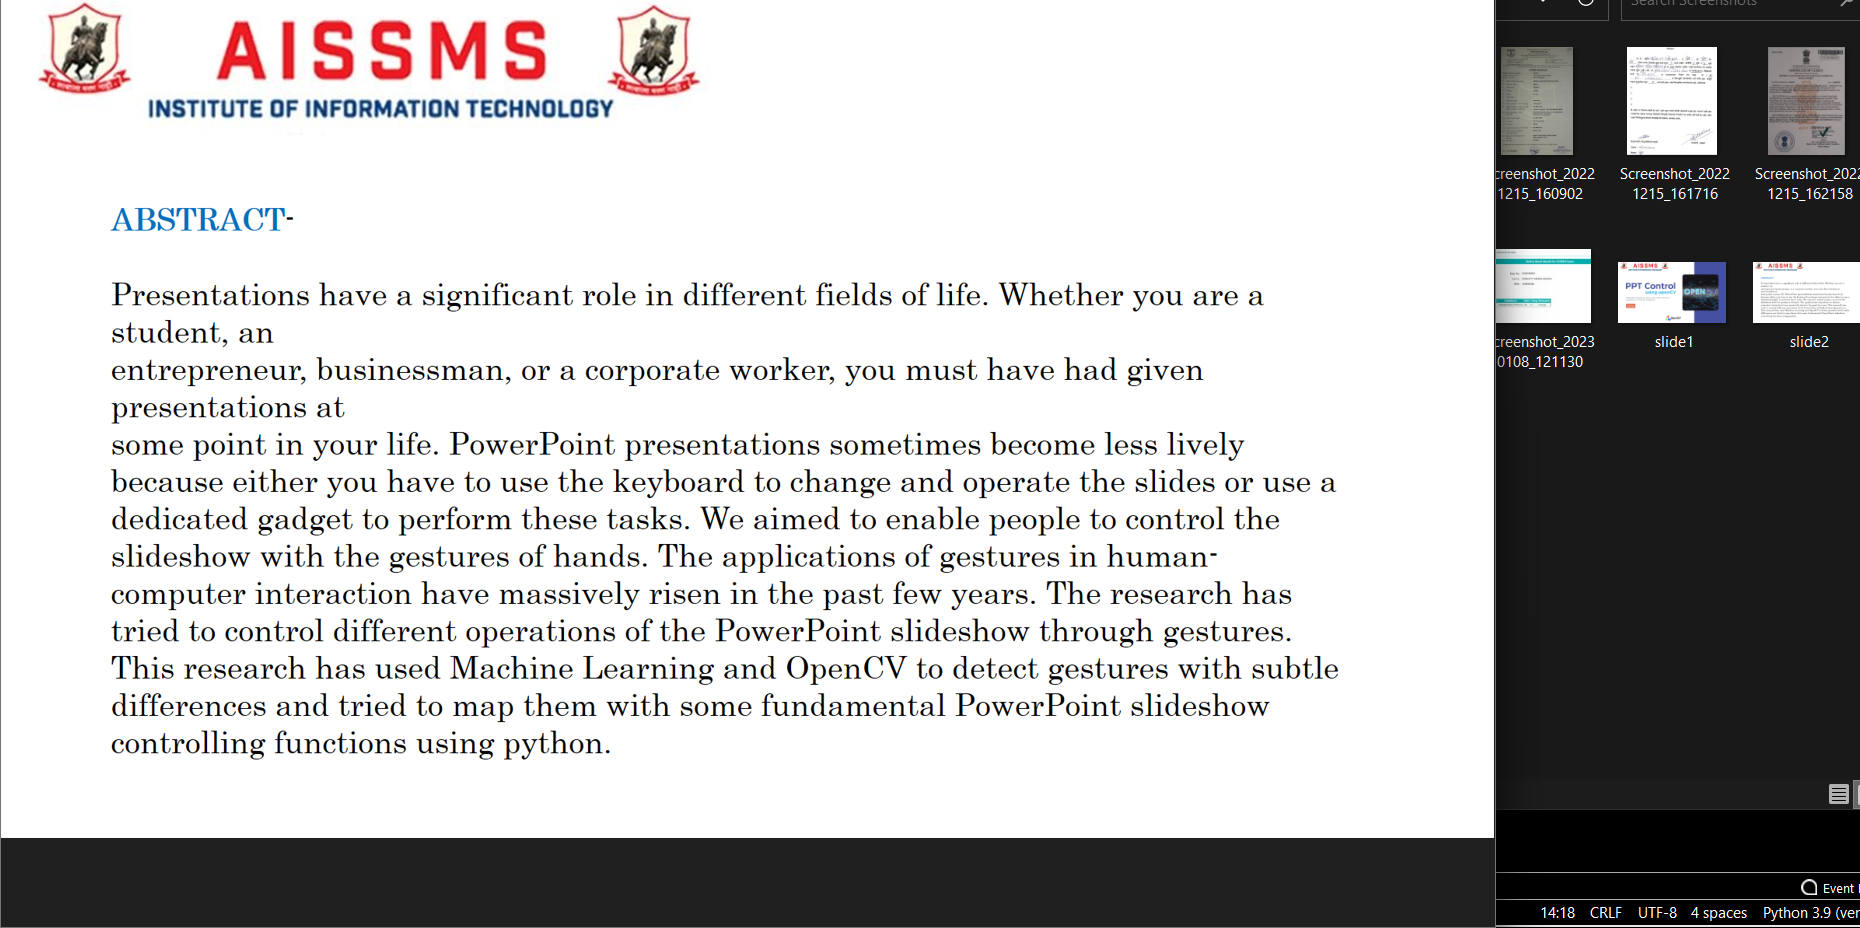 AISSMS
INSTITUTE OF INFORMATION TECHNOLOGY
ABSTRACT-
Presentations have a significant role in different fields of life. Whether you are a
student, an
entrepreneur, businessman, or a corporate worker, you must have had given
presentations at
some point in your life. PowerPoint presentations sometimes become less lively
because either you have to use the keyboard to change and operate the slides or use a
dedicated gadget to perform these tasks. We aimed to enable people to control the
slideshow with the gestures of hands. The applications of gestures in human-
computer interaction have massively risen in the past few years. The research has
tried to control different operations of the PowerPoint slideshow through gestures.
This research has used Machine Learning and OpenCV to detect gestures with subtle
differences and tried to map them with some fundamental PowerPoint slideshow
controlling functions using python.
Search Screenshots
creenshot_2022
1215_160902
Screenshot_2022
1215_161716
Screenshot_2022
1215_162158
creenshot_2023
0108_121130
AISSMS
PPT Control
using openCV
OPEN
slide1
AISSMS
slide2
Event
14:18 CRLF UTF-8 4 spaces Python 3.9 (ver